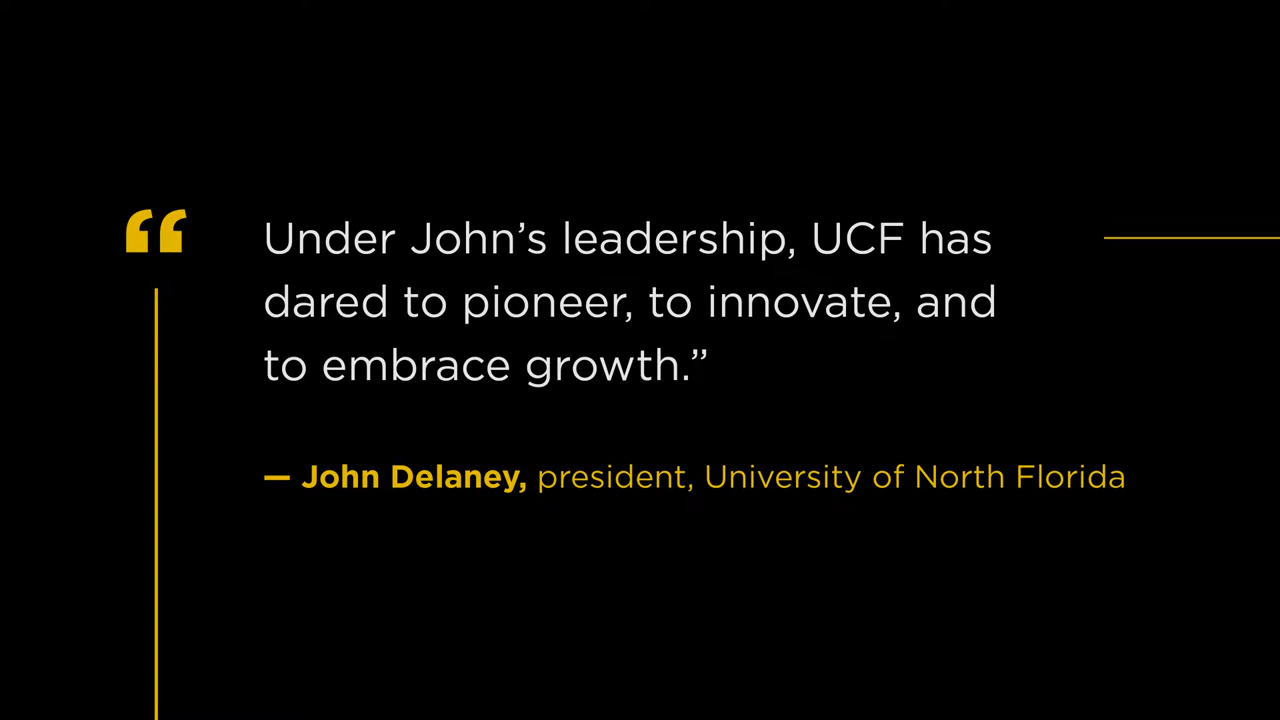 “ Under John’s leadership, UCF has
dared to pioneer, to innovate, and
to embrace growth.”
— John Delaney, president, University of North Florida